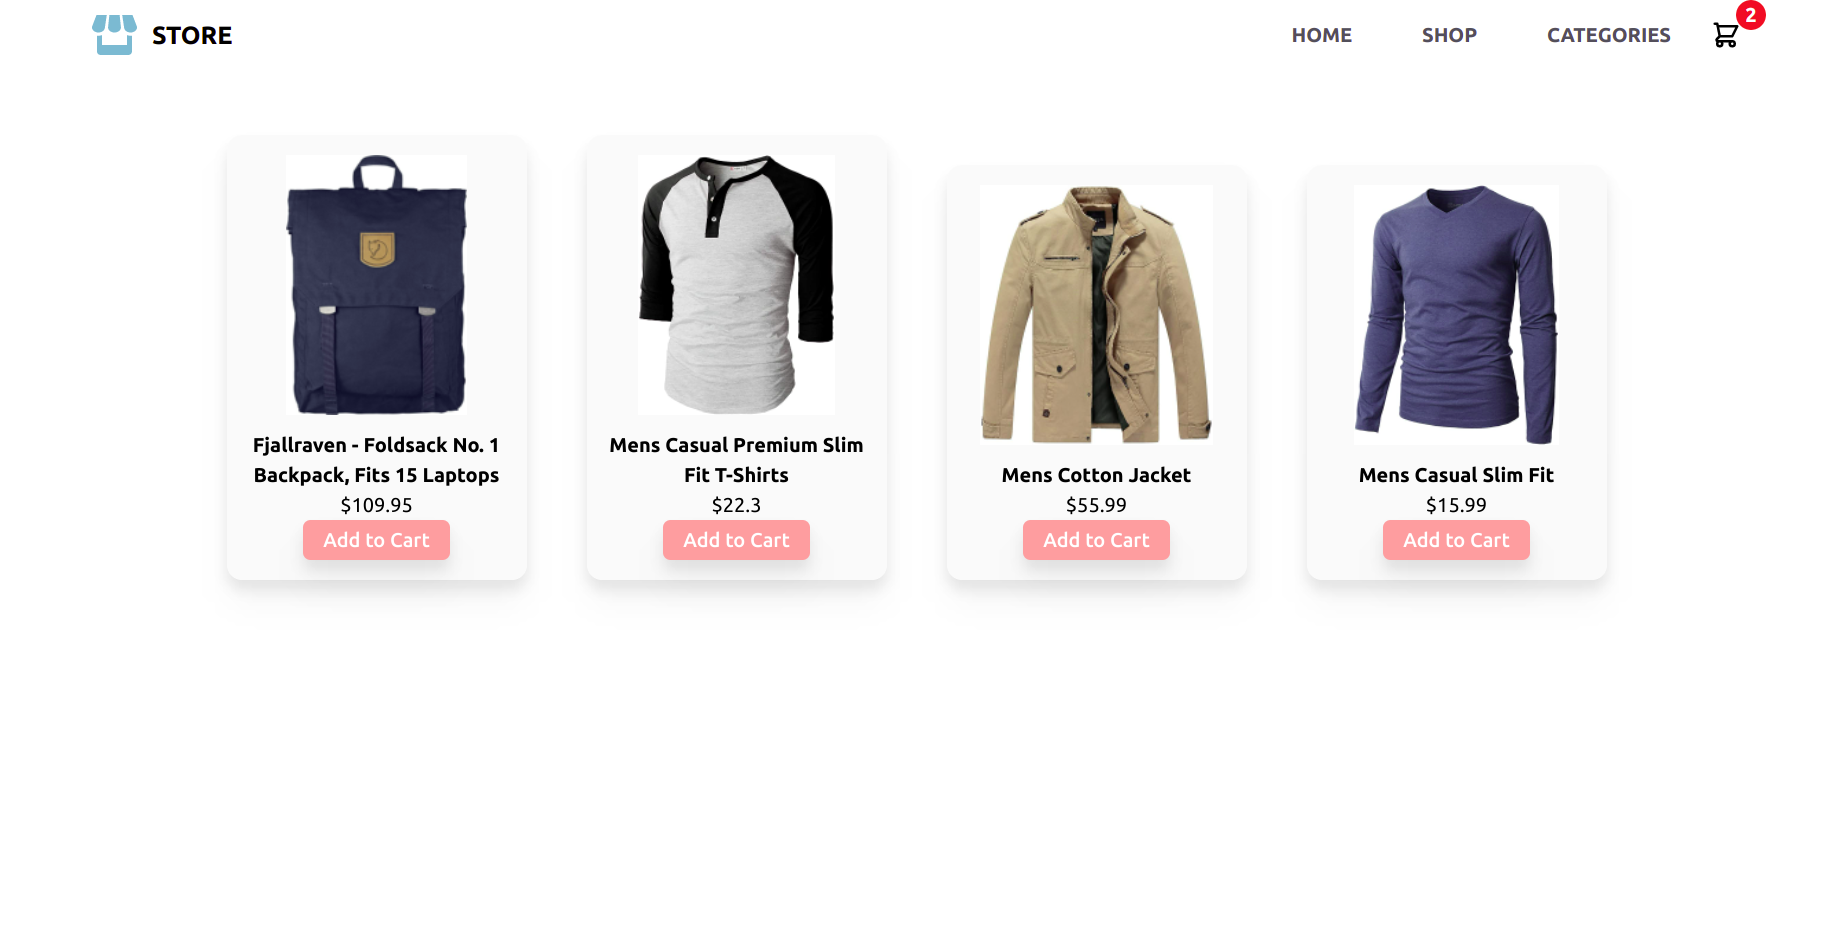 STORE
HOME
SHOP
CATEGORIES
2
Fjallraven - Foldsack No. 1
Backpack, Fits 15 Laptops
$109.95
Add to Cart
Mens Casual Premium Slim
Fit T-Shirts
$22.3
Add to Cart
Mens Cotton Jacket
$55.99
Add to Cart
Mens Casual Slim Fit
$15.99
Add to Cart